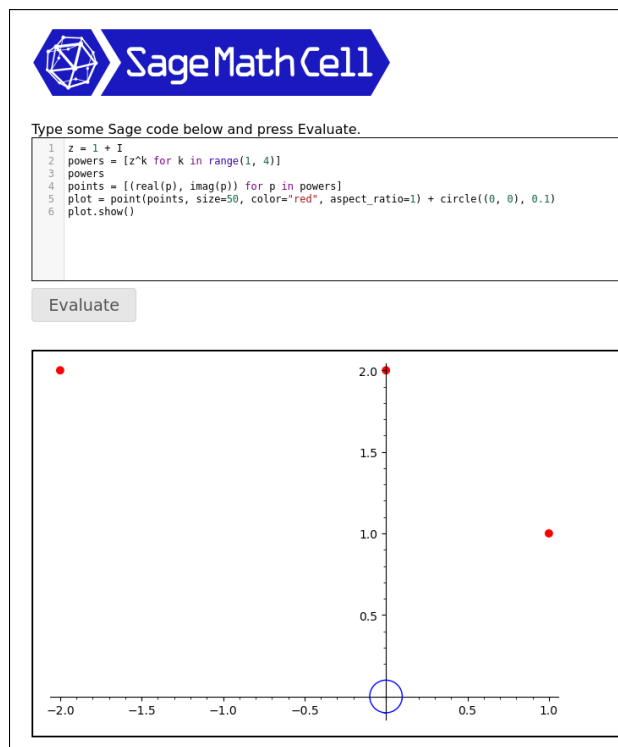 SageMathCell
Type some Sage code below and press Evaluate.
1 z = 1 + I
2 powers = [z^k for k in range(1, 4)]
3 powers
4 points = [(real(p), imag(p)) for p in powers]
5 plot = point(points, size=50, color="red", aspect_ratio=1) + circle((0, 0), 0.1)
6 plot.show()
Evaluate
2.0
1.5
1.0
0.5
−2.0 −1.5 −1.0 −0.5 0.5 1.0